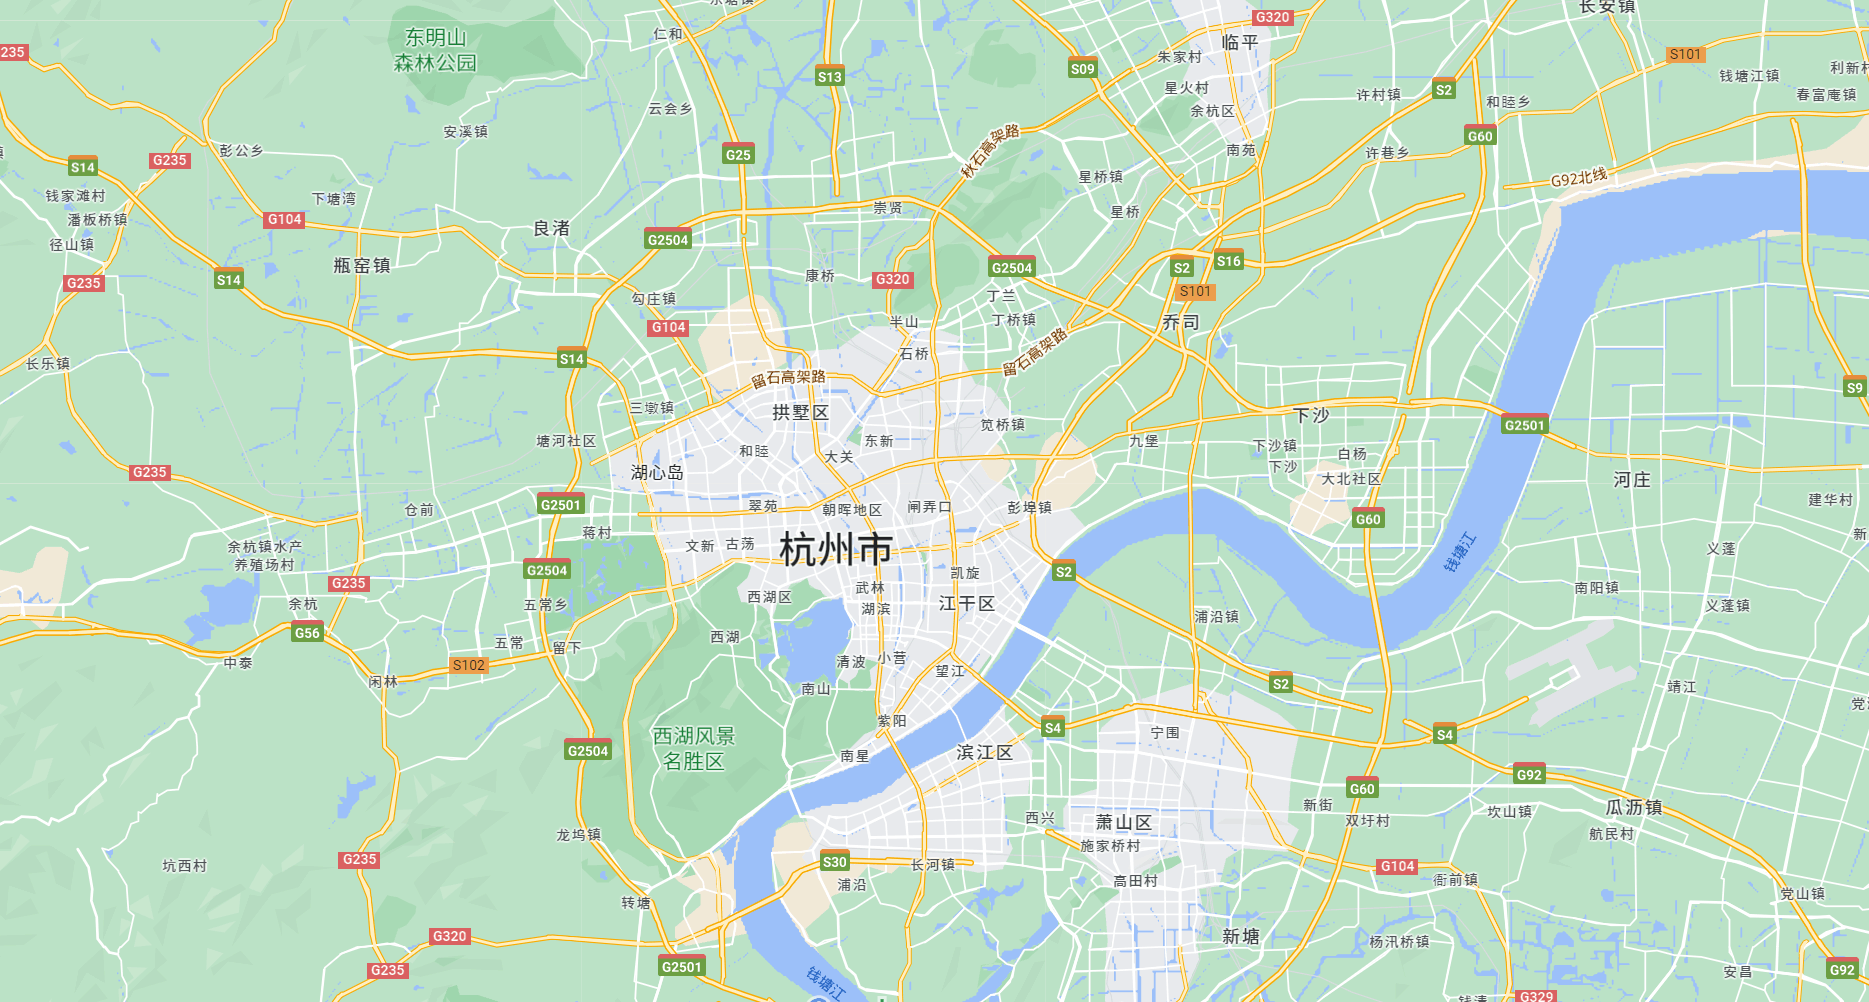 东塘镇
长安镇
G320
仁和
东明山
森林公园
临平
235
朱家村
S101
S13
S09
钱塘江镇
利新村
星火村
S2
许村镇
和睦乡
春富庵镇
云会乡
余杭区
安溪镇
G60
秋石高架路
G25
彭公乡
G235
南苑
许巷乡
S14
星桥镇
G92北线
钱家滩村
下塘湾
潘板桥镇
G104
崇贤
星桥
良渚
G2504
径山镇
瓶窑镇
S16
G2504
S2
S14
康桥
G320
G235
S101
勾庄镇
丁兰
G104
半山
丁桥镇
乔司
留石高架路
石桥
S14
长乐镇
留石高架路
S9
三墩镇
拱墅区
下沙
笕桥镇
G2501
塘河社区
东新
九堡
下沙镇
和睦
大关
白杨
下沙
湖心岛
G235
大北社区
河庄
G2501
建华村
翠苑
朝晖地区
闸弄口
彭埠镇
仓前
G60
蒋村
新
余杭镇水产
养殖场村
文新
古荡
杭州市
义蓬
钱塘江
G2504
凯旋
S2
G235
武林
南阳镇
西湖区
余杭
五常乡
湖滨
江干区
义蓬镇
浦沿镇
G56
西湖
五常
留下
中泰
S102
清波
小营
望江
闲林
南山
S2
靖江
紫阳
S4
宁围
S4
西湖风景
名胜区
G2504
南星
滨江区
G92
G60
新街
坎山镇
瓜沥镇
西兴
萧山区
双圩村
龙坞镇
航民村
施家桥村
坑西村
G235
S30
长河镇
G104
浦沿
高田村
衙前镇
党山镇
转塘
G320
新塘
杨汛桥镇
G235
G2501
安昌
G92
钱塘江
G329